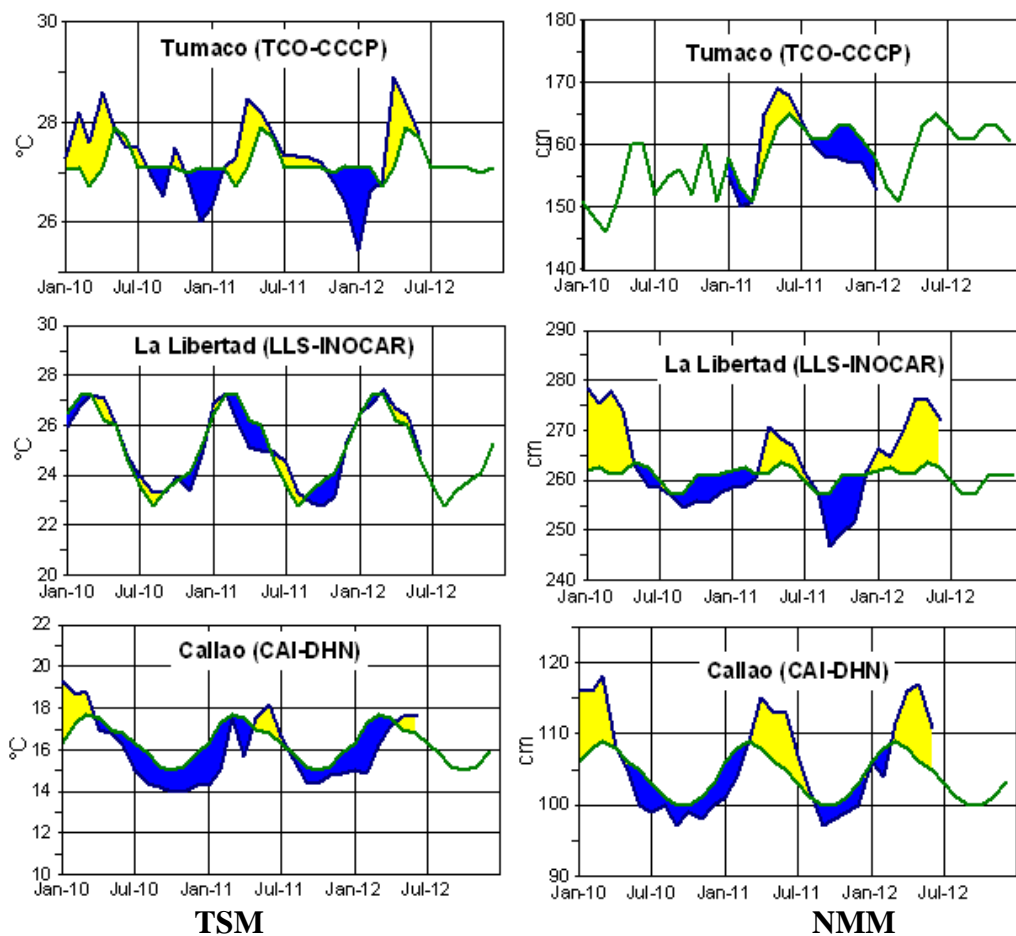 Tumaco (TCO-CCCP)
°C
30
28
26
Jan-10 Jul-10 Jan-11 Jul-11 Jan-12 Jul-12
Tumaco (TCO-CCCP)
cm
180
170
160
150
140
Jan-10 Jul-10 Jan-11 Jul-11 Jan-12 Jul-12
La Libertad (LLS-INOCAR)
°C
30
28
26
24
22
20
Jan-10 Jul-10 Jan-11 Jul-11 Jan-12 Jul-12
La Libertad (LLS-INOCAR)
cm
290
280
270
260
250
240
Jan-10 Jul-10 Jan-11 Jul-11 Jan-12 Jul-12
Callao (CAI-DHN)
°C
22
20
18
16
14
12
10
Jan-10 Jul-10 Jan-11 Jul-11 Jan-12 Jul-12
Callao (CAI-DHN)
cm
120
110
100
90
Jan-10 Jul-10 Jan-11 Jul-11 Jan-12 Jul-12
TSM
NMM